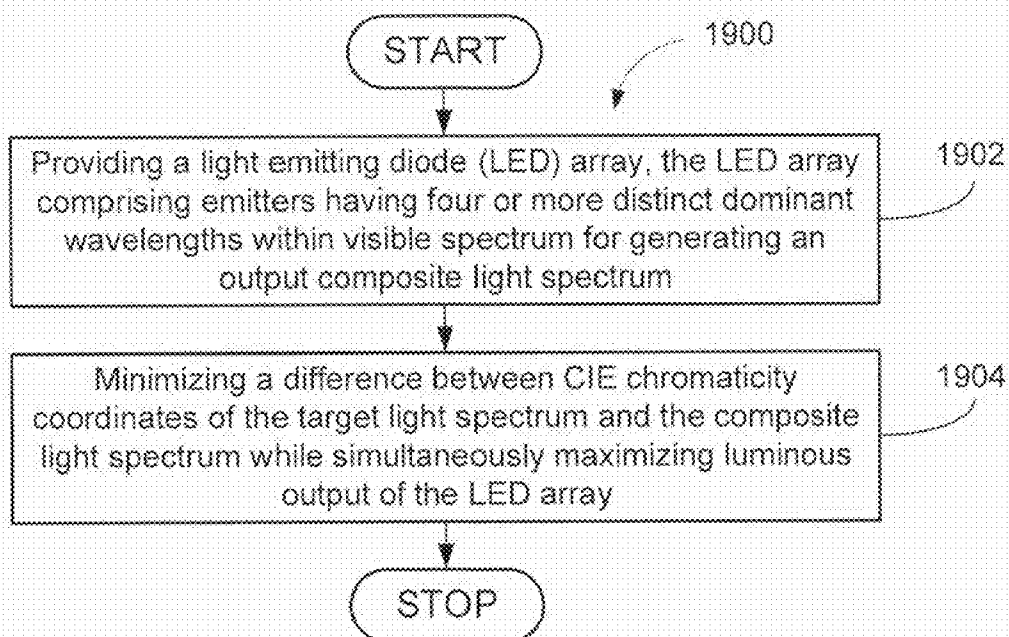 START
1900
Providing a light emitting diode (LED) array, the LED array
comprising emitters having four or more distinct dominant
wavelengths within visible spectrum for generating an
output composite light spectrum
1902
Minimizing a difference between CIE chromaticity
coordinates of the target light spectrum and the composite
light spectrum while simultaneously maximizing luminous
output of the LED array
1904
STOP